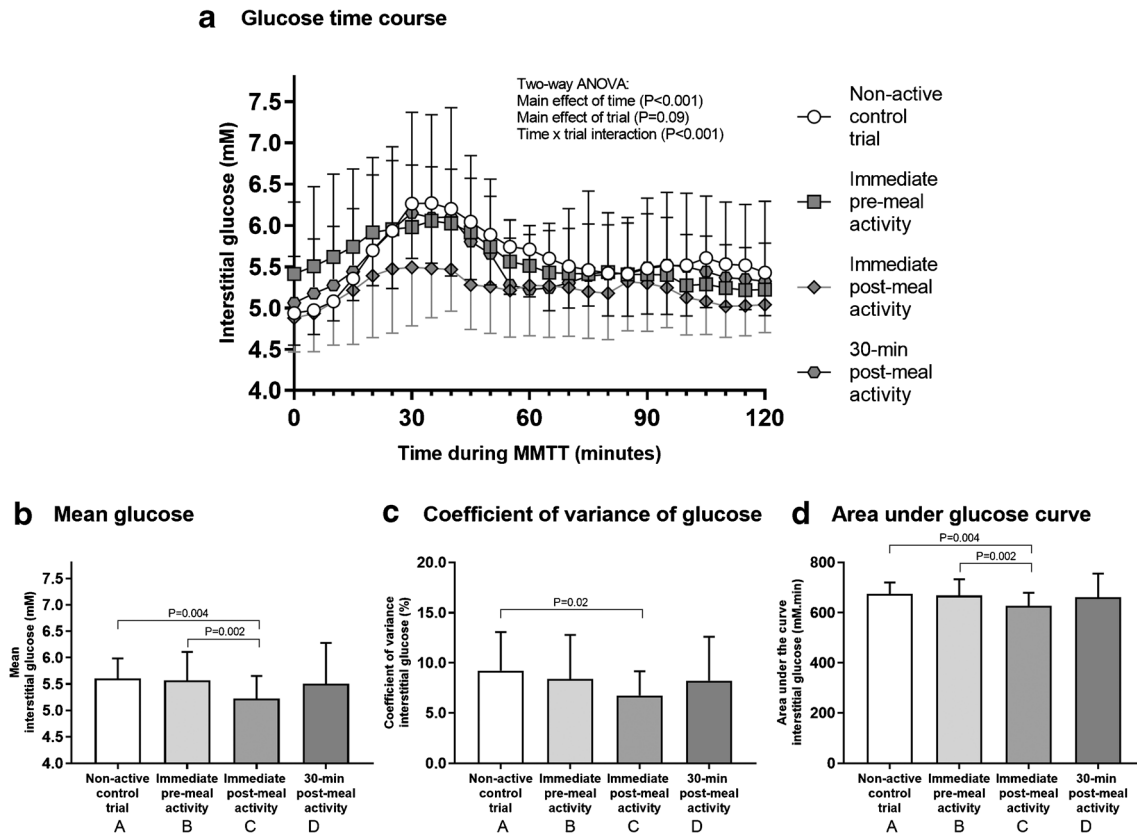 a Glucose time course
Two-way ANOVA:
Main effect of time (P<0.001)
Main effect of trial (P=0.09)
Time x trial interaction (P<0.001)
Interstitial glucose (mM)
7.5
7.0
6.5
6.0
5.5
5.0
4.5
4.0
0 30 60 90 120
Time during MMTT (minutes)
Non-active
control
trial
Immediate
pre-meal
activity
Immediate
post-meal
activity
30-min
post-meal
activity
b Mean glucose
Mean
interstitial glucose (mM)
7.5
7.0
6.5
6.0
5.5
5.0
4.5
4.0
P=0.004
P=0.002
Non-active Immediate Immediate 30-min
control pre-meal post-meal post-meal
trial activity activity activity
A B C D
c Coefficient of variance of glucose
Coefficient of variance
interstitial glucose (%)
20.0
15.0
10.0
5.0
0.0
P=0.02
Non-active Immediate Immediate 30-min
control pre-meal post-meal post-meal
trial activity activity activity
A B C D
d Area under glucose curve
Area under the curve
interstitial glucose (mM.min)
800
600
400
200
0
P=0.004
P=0.002
Non-active Immediate Immediate 30-min
control pre-meal post-meal post-meal
trial activity activity activity
A B C D